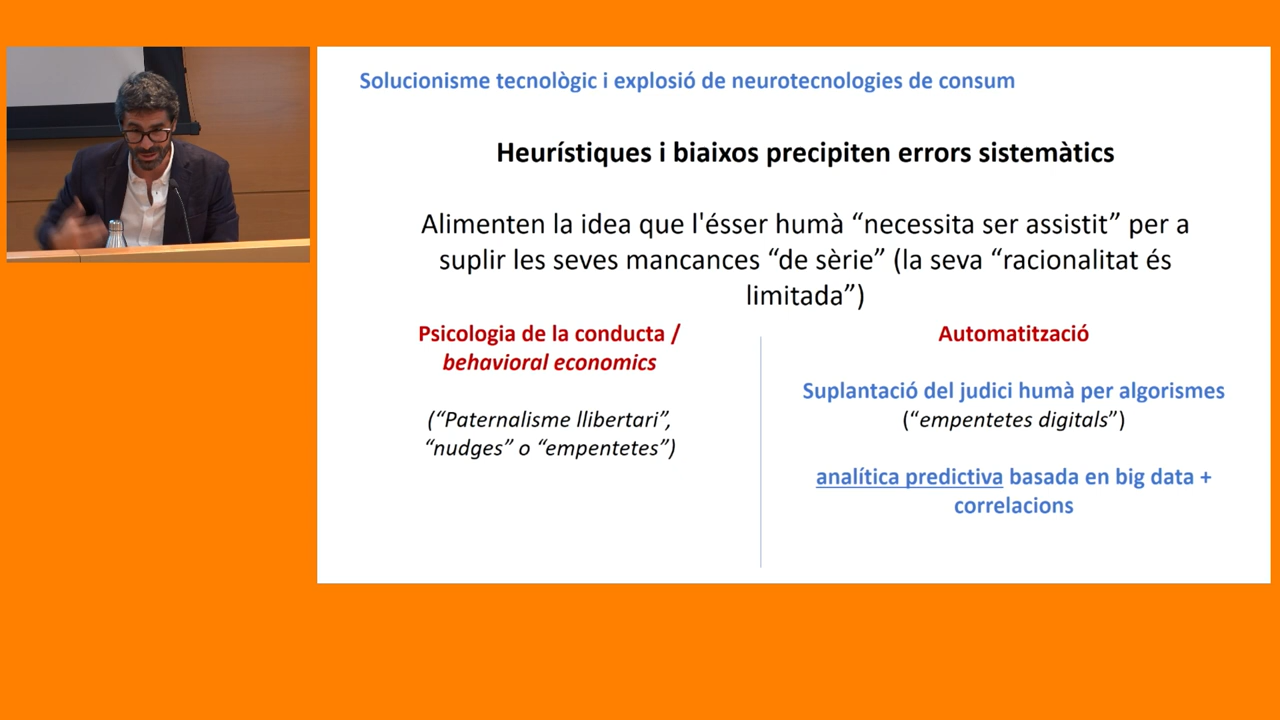 Solucionisme tecnològic i explosió de neurotecnologies de consum
Heurístiques i biaixos precipiten errors sistemàtics
Alimenten la idea que l'ésser humà “necessita ser assistit” per a
suplir les seves mancances “de sèrie” (la seva “racionalitat és
limitada”)
Psicologia de la conducta /
behavioral economics
(“Paternalisme llibertari”,
“nudges” o “empentetes”)
Automatització
Suplantació del judici humà per algorismes
(“empentetes digitals”)
analítica predictiva basada en big data +
correlacions